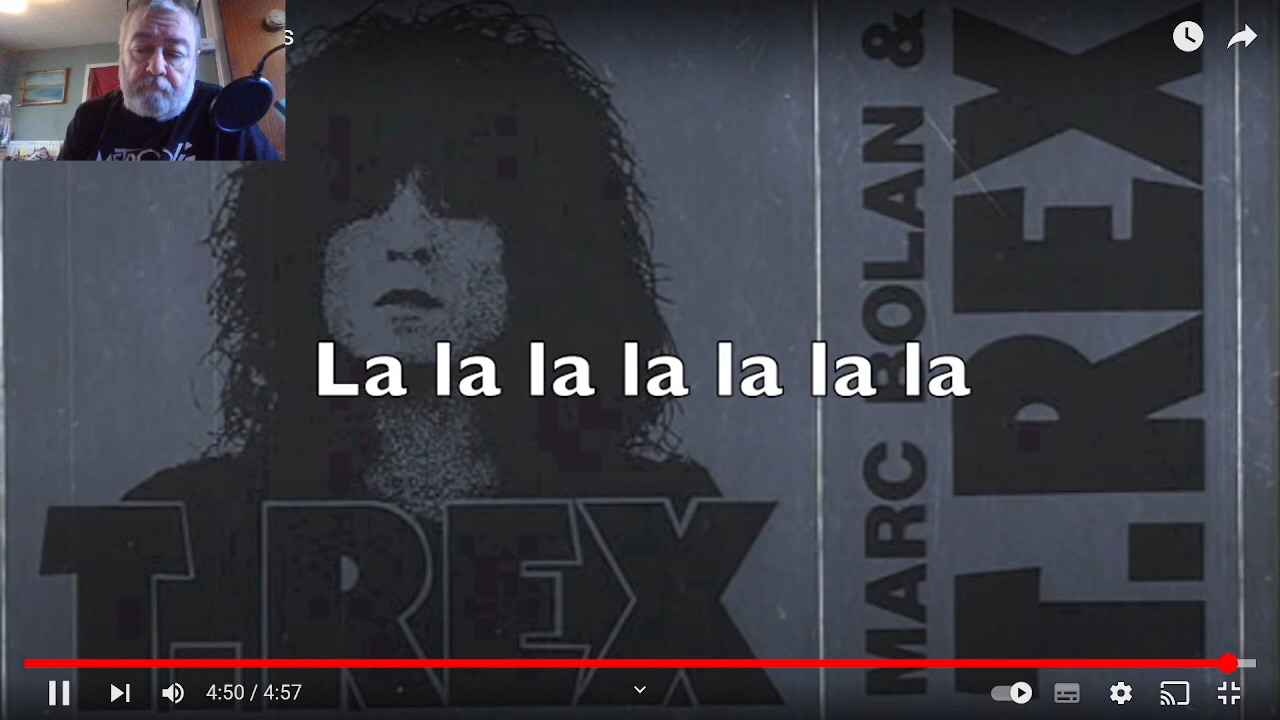 s
La la la la la la la
T.REX
MARC BOLAN &
T.REX
4:50 / 4:57